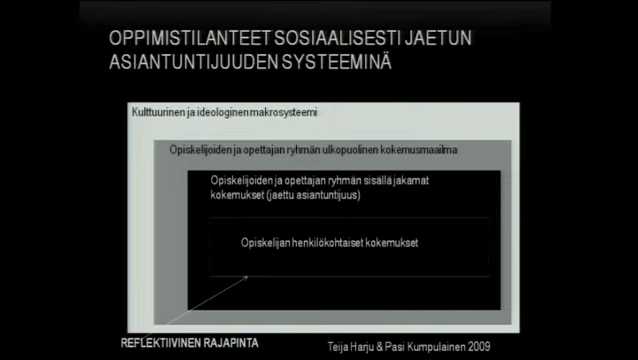 OPPIMISTILANTEET SOSIAALISESTI JAETUN
ASIANTUNTIJUUDEN SYSTEEMINÄ
Kulttuurinen ja ideologinen makrosysteemi
Opiskelijoiden ja opettajan ryhmän ulkopuolinen kokemusmaailma
Opiskelijoiden ja opettajan ryhmän sisällä jakamat
kokemukset (jaettu asiantuntijuus)
Opiskelijan henkilökohtaiset kokemukset
REFLEKTIIVINEN RAJAPINTA
Teija Harju & Pasi Kumpulainen 2009